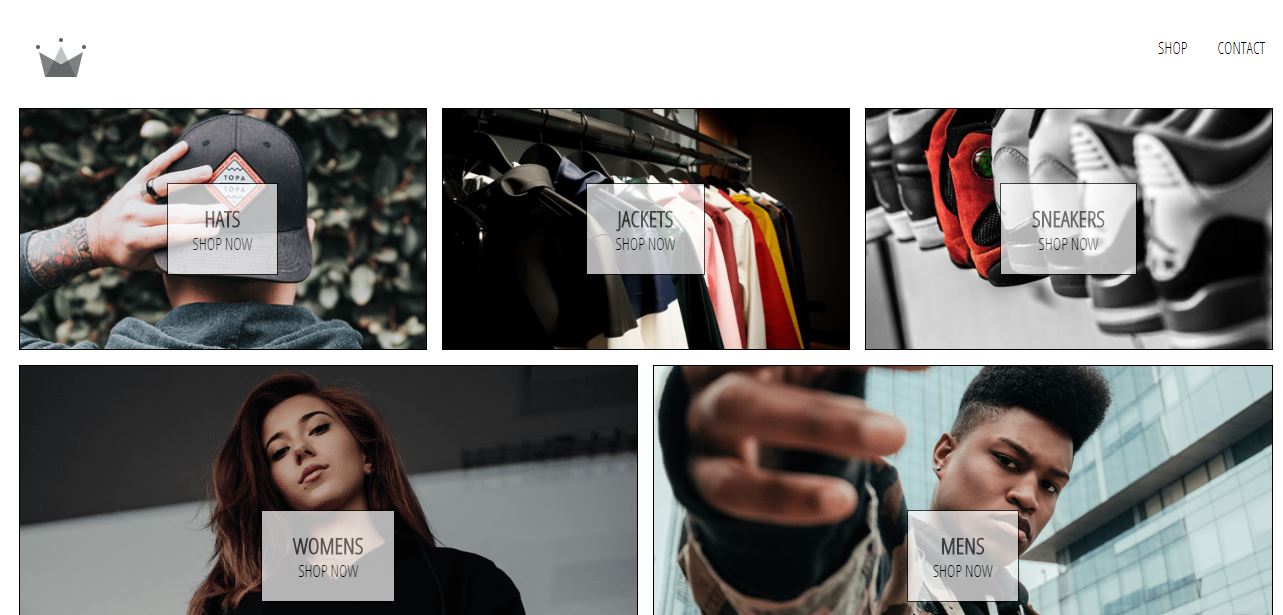 SHOP CONTACT
TOPA
TOPA
HATS
SHOP NOW
JACKETS
SHOP NOW
SNEAKERS
SHOP NOW
WOMENS
SHOP NOW
MENS
SHOP NOW